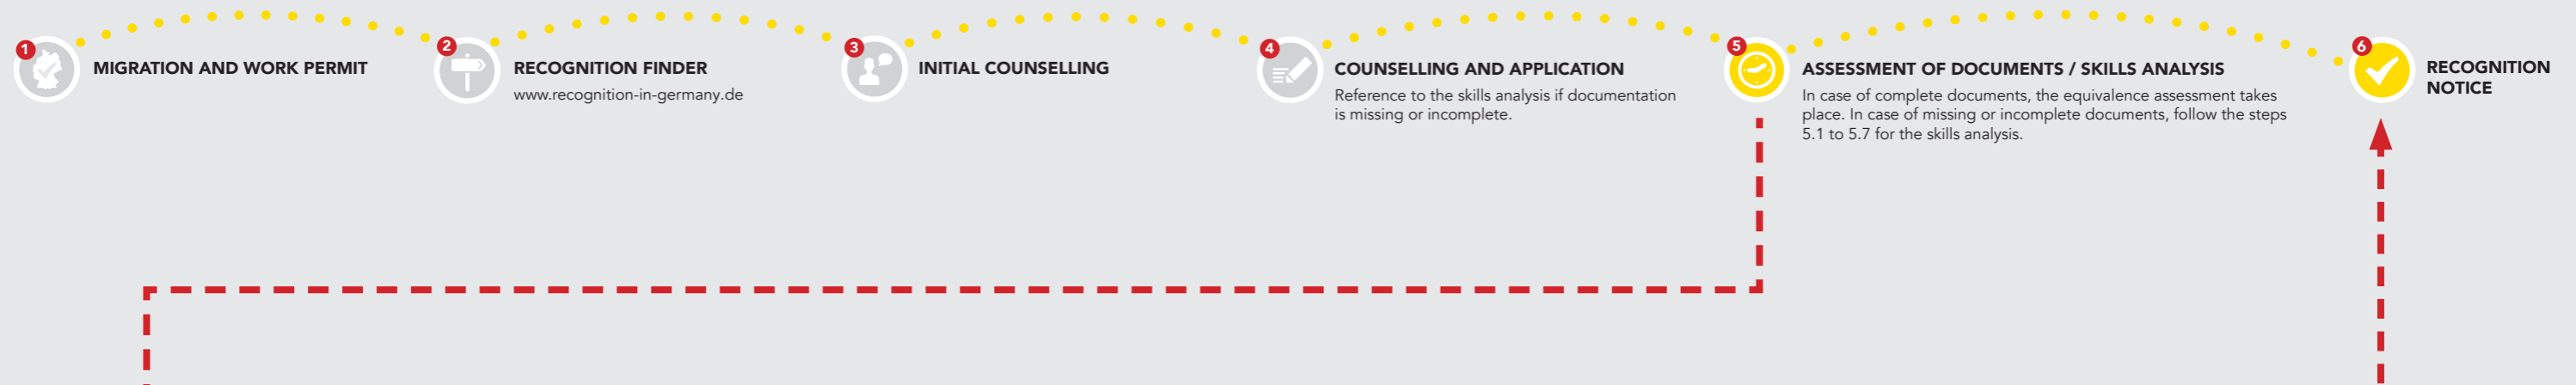 1
MIGRATION AND WORK PERMIT
2
RECOGNITION FINDER
www.recognition-in-germany.de
3
INITIAL COUNSELLING
4
COUNSELLING AND APPLICATION
Reference to the skills analysis if documentation
is missing or incomplete.
5
ASSESSMENT OF DOCUMENTS / SKILLS ANALYSIS
In case of complete documents, the equivalence assessment takes
place. In case of missing or incomplete documents, follow the steps
5.1 to 5.7 for the skills analysis.
6
RECOGNITION
NOTICE